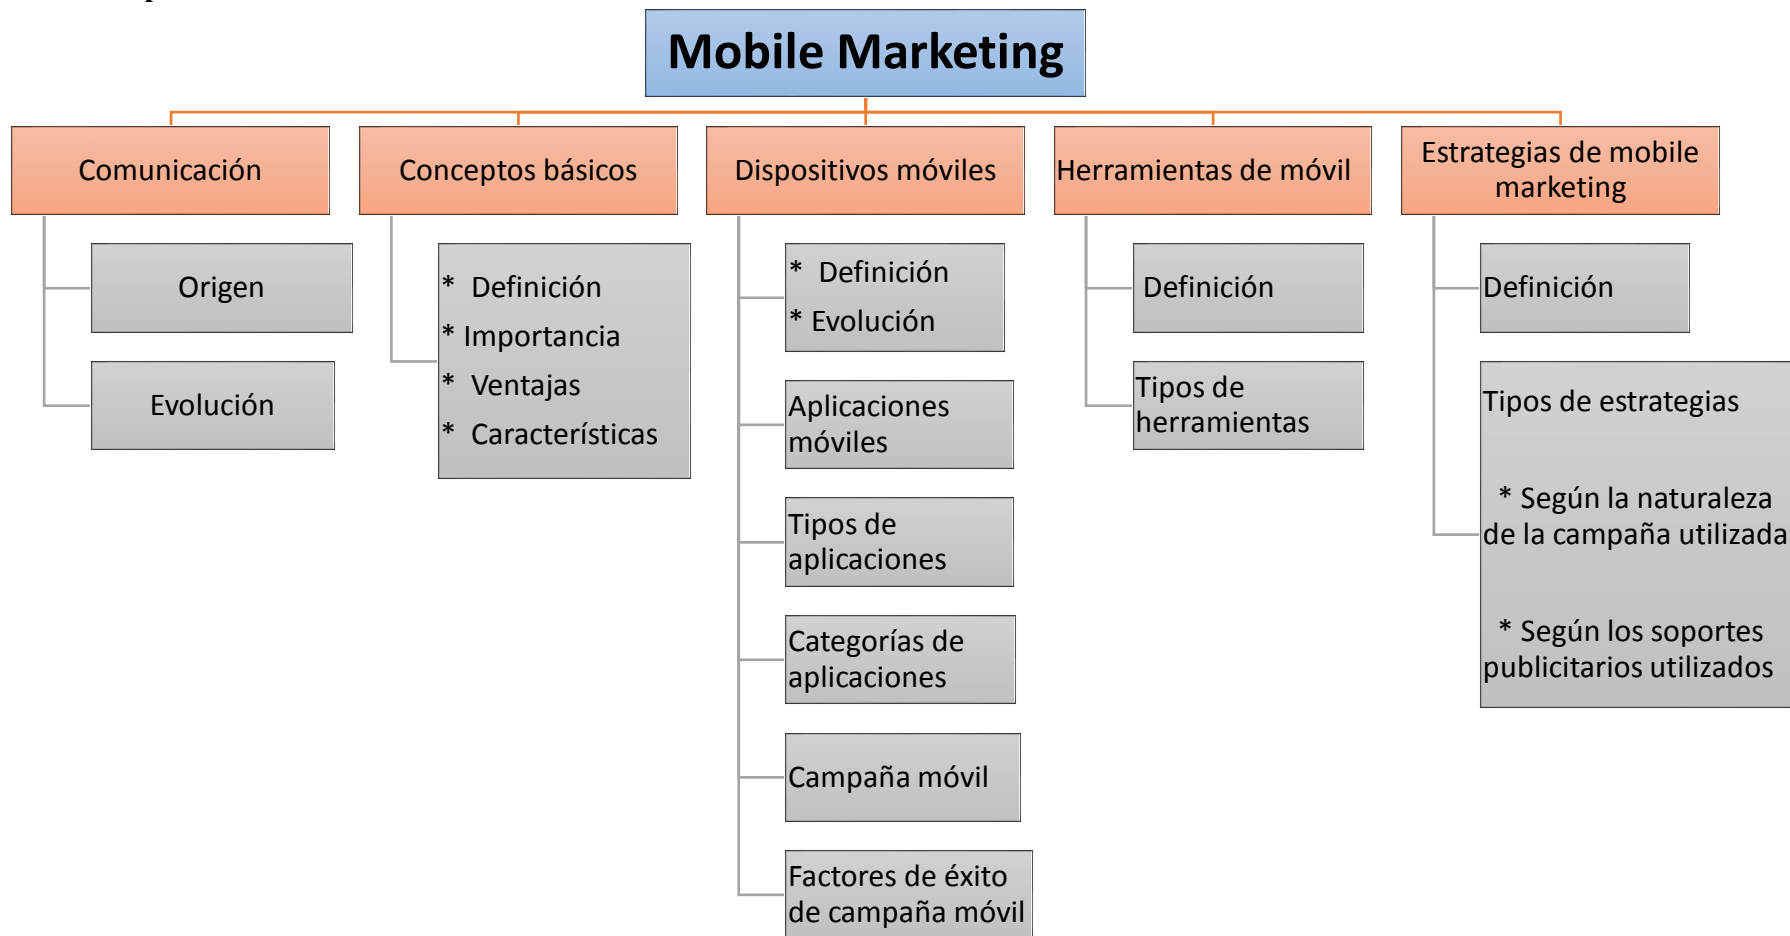 Mobile Marketing
Comunicación
Origen
Evolución
Conceptos básicos
* Definición
* Importancia
* Ventajas
* Características
Dispositivos móviles
* Definición
* Evolución
Aplicaciones
móviles
Tipos de
aplicaciones
Categorías de
aplicaciones
Campaña móvil
Factores de éxito
de campaña móvil
Herramientas de móvil
Definición
Tipos de
herramientas
Estrategias de mobile
marketing
Definición
Tipos de estrategias
* Según la naturaleza
de la campaña utilizada
* Según los soportes
publicitarios utilizados